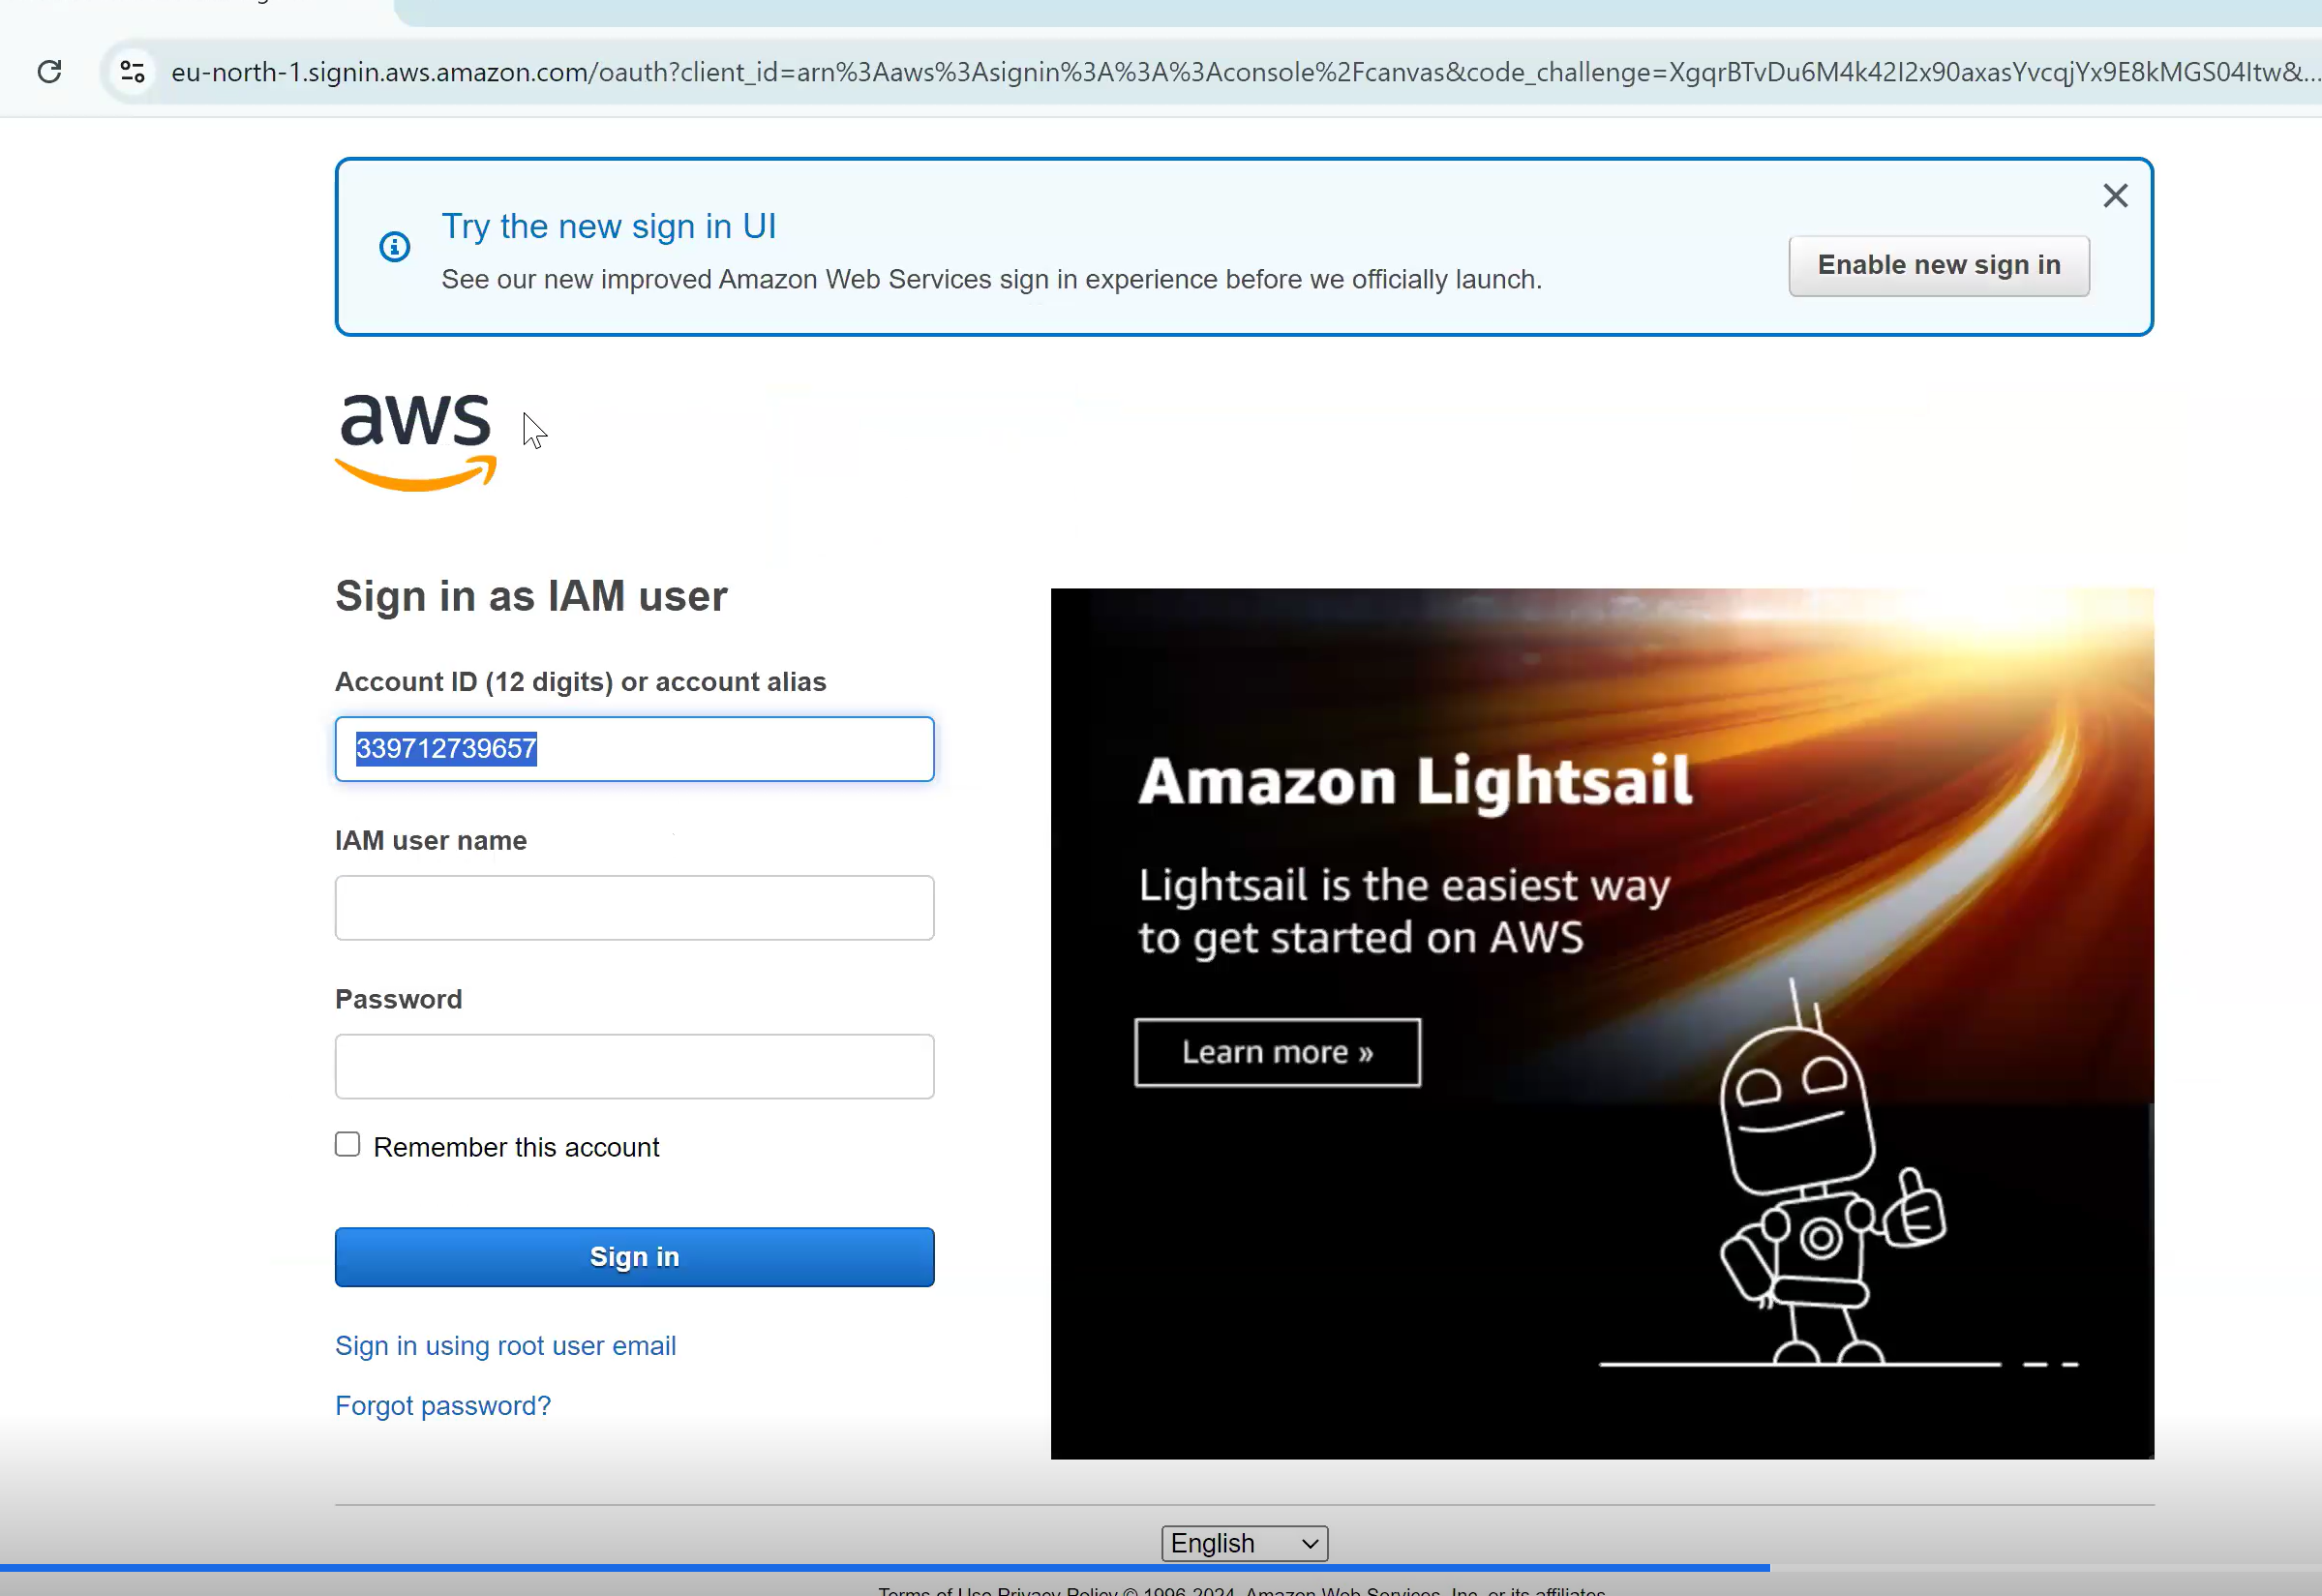 eu-north-1.signin.aws.amazon.com/oauth?client_id=arn%3Aaws%3Asignin%3A%3A%3Aconsole%2Fcanvas&code_challenge=XgqrBTvDu6M4k42I2x90axasYvcqjYx9E8kMGS04Itw&...
Try the new sign in UI
See our new improved Amazon Web Services sign in experience before we officially launch.
Enable new sign in
aws
Sign in as IAM user
Account ID (12 digits) or account alias
339712739657
IAM user name
Password
Remember this account
Sign in
Sign in using root user email
Forgot password?
Amazon Lightsail
Lightsail is the easiest way
to get started on AWS
Learn more »
English
Terms of Use Privacy Policy © 1996-2024, Amazon Web Services, Inc. or its affiliates.